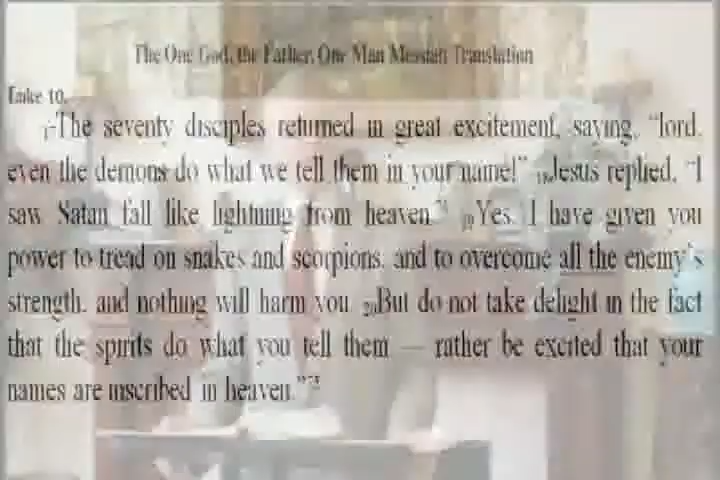 The One God, the Father, One Man Messiah Translation
Luke 10.
17The seventy disciples returned in great excitement, saying, “lord,
even the demons do what we tell them in your name!” 18Jesus replied, “I
saw Satan fall like lightning from heaven.” 19Yes, I have given you
power to tread on snakes and scorpions, and to overcome all the enemy’s
strength, and nothing will harm you. 20But do not take delight in the fact
that the spirits do what you tell them — rather be excited that your
names are inscribed in heaven.”